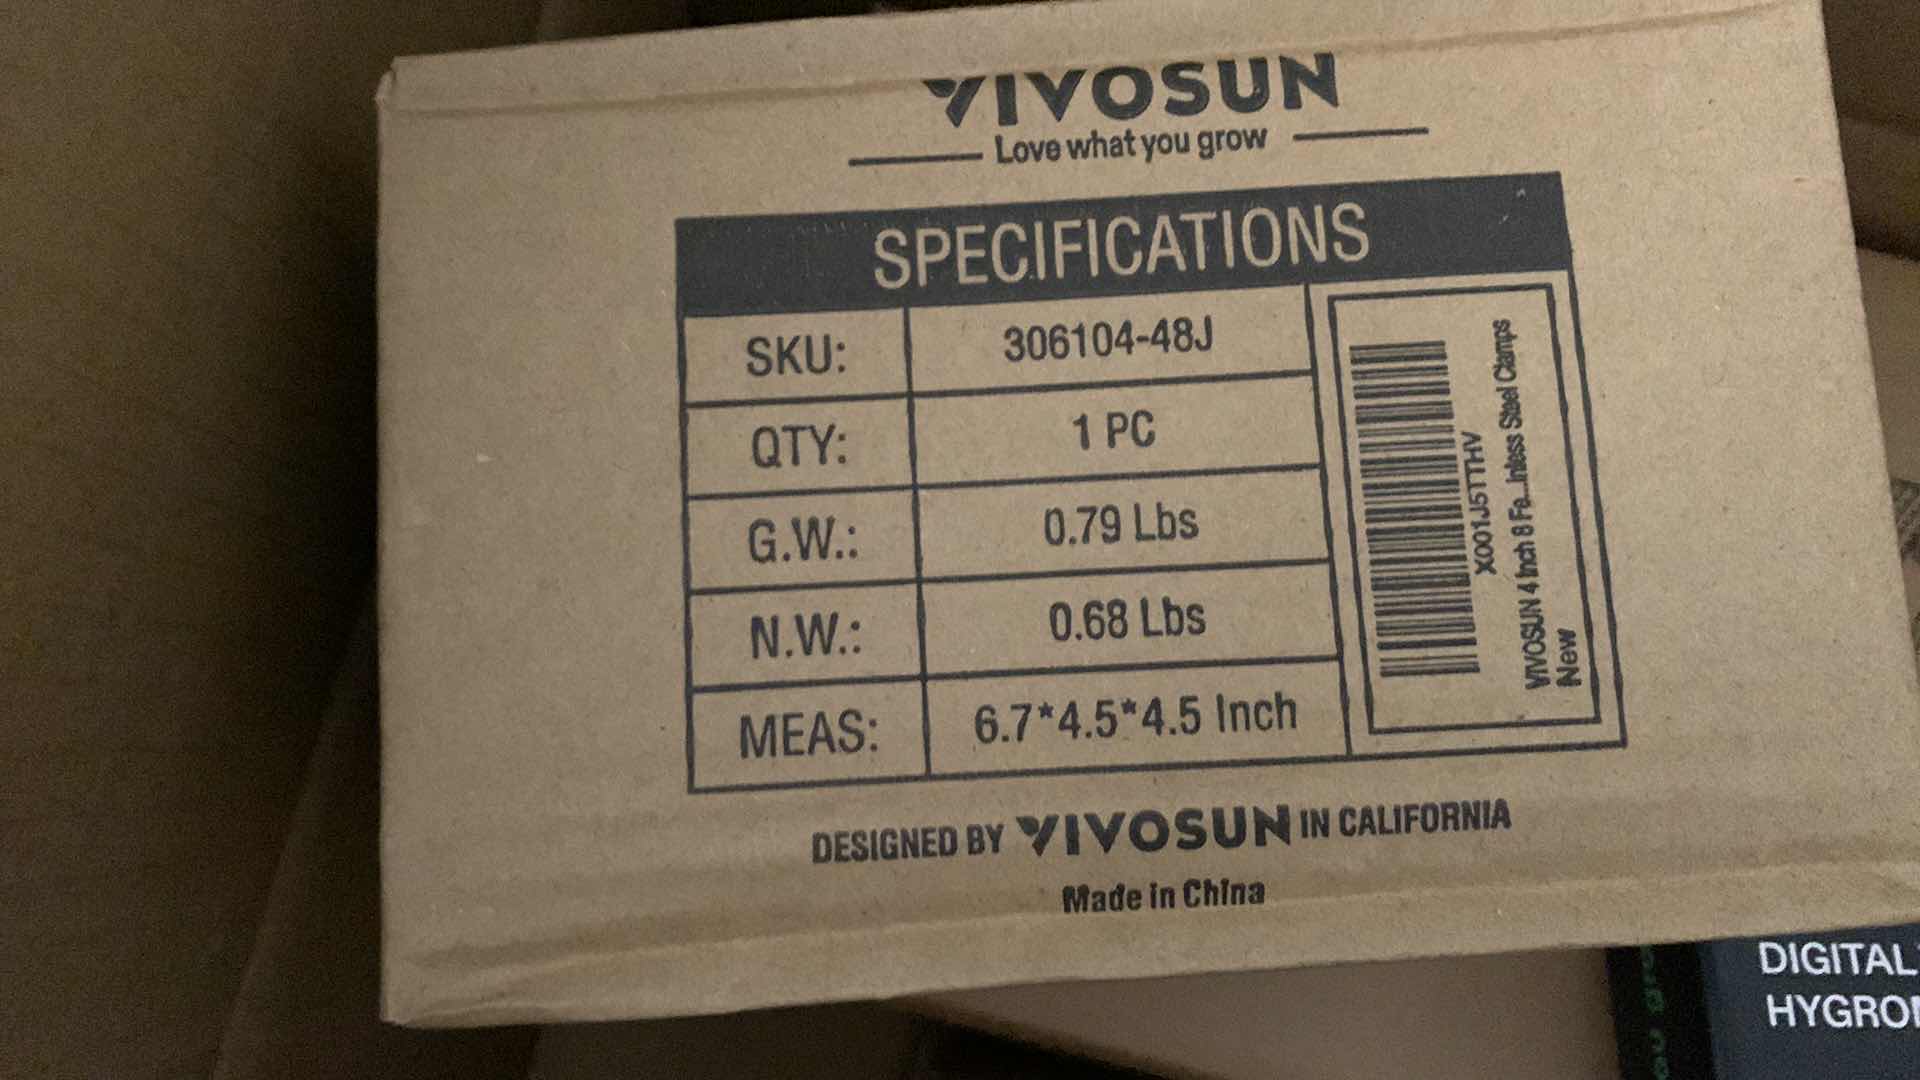 VIVOSUN
Love what you grow
SPECIFICATIONS
SKU: 306104-48J
QTY: 1 PC
G.W.: 0.79 Lbs
N.W.: 0.68 Lbs
MEAS: 6.7*4.5*4.5 Inch
X001J5TTHV
VIVOSUN 4 Inch 8 Fe...inless Steel Clamps
New
DESIGNED BY VIVOSUN IN CALIFORNIA
Made in China
DIGITAL
HYGRO